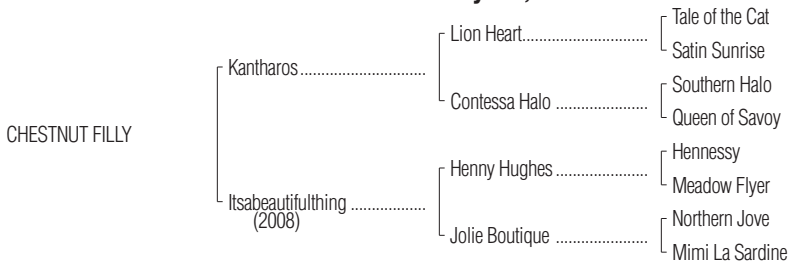 Tale of the Cat
Lion Heart............................
Satin Sunrise
Kantharos............................
Southern Halo
Contessa Halo .....................
Queen of Savoy
CHESTNUT FILLY
Hennessy
Henny Hughes .....................
Meadow Flyer
Itsabeautifulthing .................
(2008)
Northern Jove
Jolie Boutique .....................
Mimi La Sardine